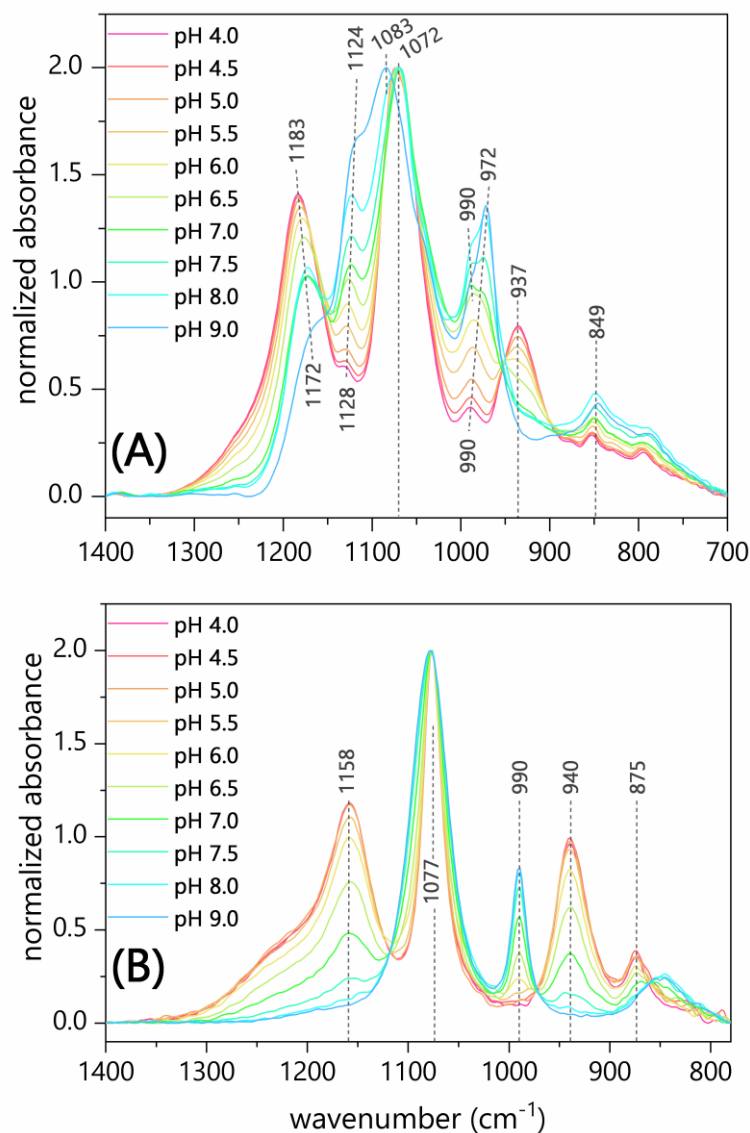 pH 4.0
pH 4.5
pH 5.0
pH 5.5
pH 6.0
pH 6.5
pH 7.0
pH 7.5
pH 8.0
pH 9.0
1183
1172
1124
1128
1083
1072
990
990
972
937
849
(A)
normalized absorbance
2.0
1.5
1.0
0.5
0.0
1400 1300 1200 1100 1000 900 800 700
pH 4.0
pH 4.5
pH 5.0
pH 5.5
pH 6.0
pH 6.5
pH 7.0
pH 7.5
pH 8.0
pH 9.0
1158
1077
990
940
875
(B)
normalized absorbance
2.0
1.5
1.0
0.5
0.0
1400 1300 1200 1100 1000 900 800
wavenumber (cm⁻¹)